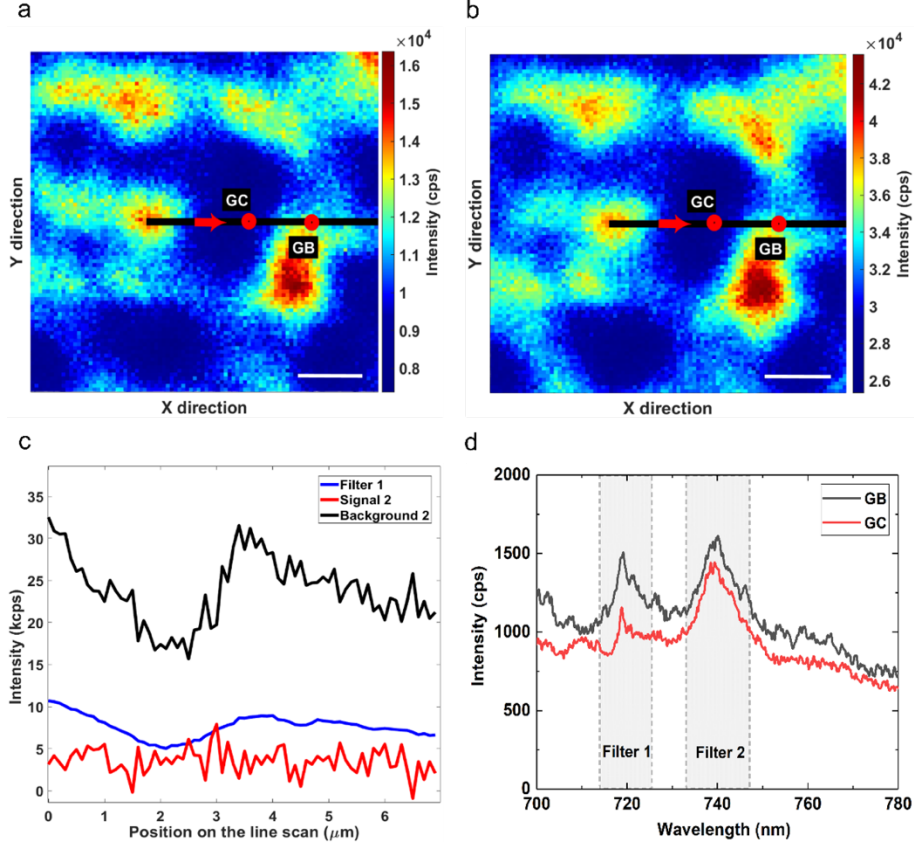 a
×10⁴
1.6
1.5
1.4
1.3
1.2
1.1
1
0.9
0.8
Intensity (cps)
Y direction
X direction
GC
GB
b
×10⁴
4.2
4
3.8
3.6
3.4
3.2
3
2.8
2.6
Intensity (cps)
Y direction
X direction
GC
GB
c
35
30
25
20
15
10
5
0
Intensity (kcps)
0 1 2 3 4 5 6
Position on the line scan (μm)
Filter 1
Signal 2
Background 2
d
2000
1500
1000
500
0
Intensity (cps)
700 720 740 760 780
Wavelength (nm)
GB
GC
Filter 1
Filter 2